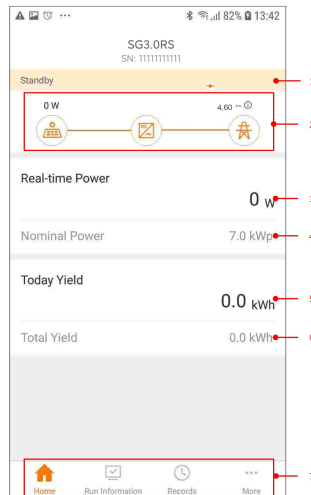 82% 13:42
SG3.0RS
SN: 11111111111
Standby
0 W
4,60 -- 
Real-time Power
0 W
Nominal Power 7.0 kWp
Today Yield
0.0 kWh
Total Yield 0.0 kWh
Home Run Information Records More